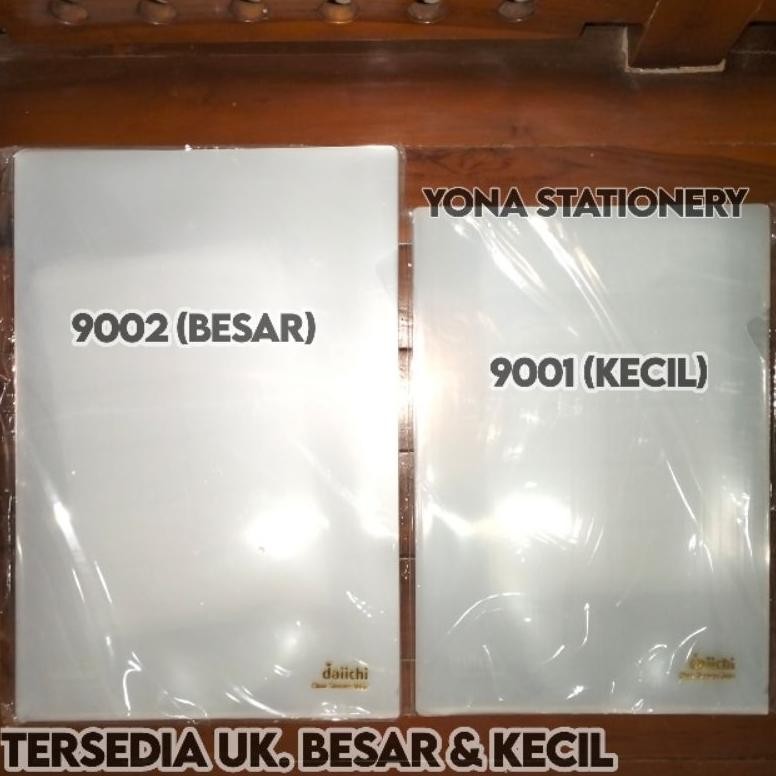 YONA STATIONERY
9002 (BESAR)
9001 (KECIL)
daiichi
daiichi
TERSEDIA UK. BESAR & KECIL